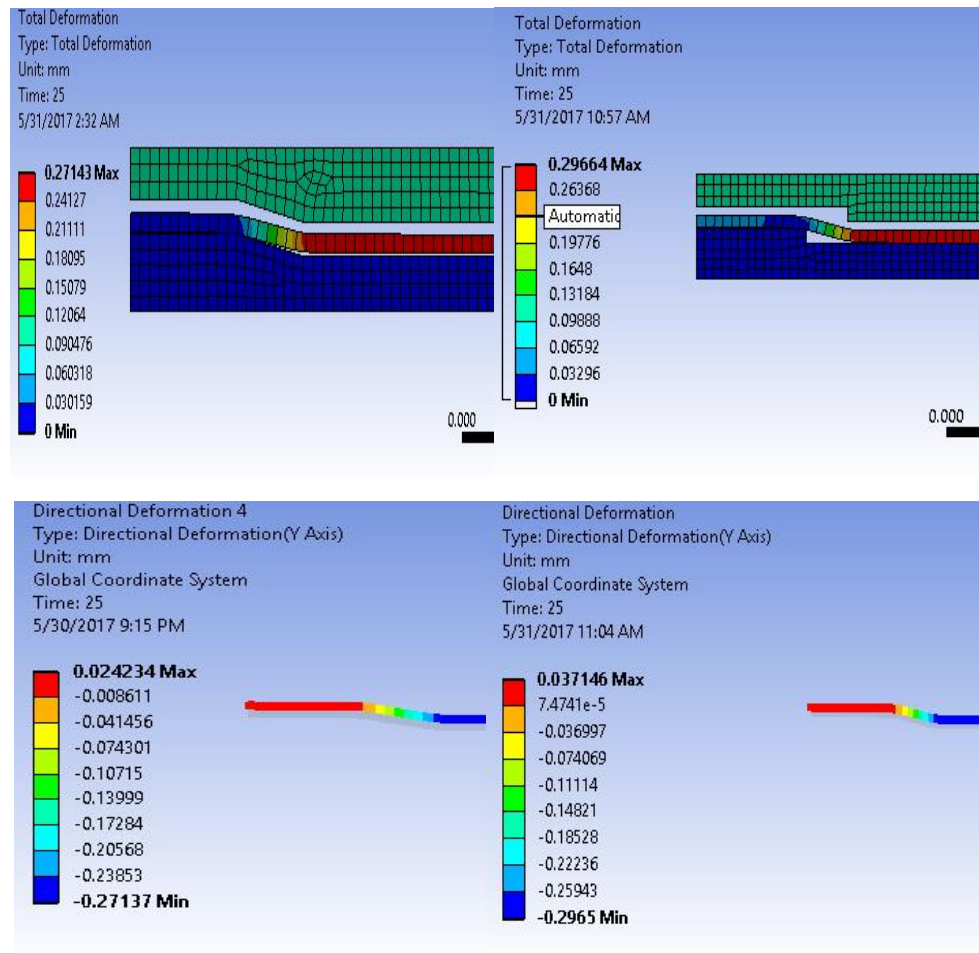 Total Deformation
Type: Total Deformation
Unit: mm
Time: 25
5/31/2017 2:32 AM
0.27143 Max
0.24127
0.21111
0.18095
0.15079
0.12064
0.090476
0.060318
0.030159
0 Min
0.000
Total Deformation
Type: Total Deformation
Unit: mm
Time: 25
5/31/2017 10:57 AM
0.29664 Max
0.26368
Automatic
0.19776
0.1648
0.13184
0.09888
0.06592
0.03296
0 Min
0.000
Directional Deformation 4
Type: Directional Deformation(Y Axis)
Unit: mm
Global Coordinate System
Time: 25
5/30/2017 9:15 PM
0.024234 Max
-0.008611
-0.041456
-0.074301
-0.10715
-0.13999
-0.17284
-0.20568
-0.23853
-0.27137 Min
Directional Deformation
Type: Directional Deformation(Y Axis)
Unit: mm
Global Coordinate System
Time: 25
5/31/2017 11:04 AM
0.037146 Max
7.4741e-5
-0.036997
-0.074069
-0.11114
-0.14821
-0.18528
-0.22236
-0.25943
-0.2965 Min